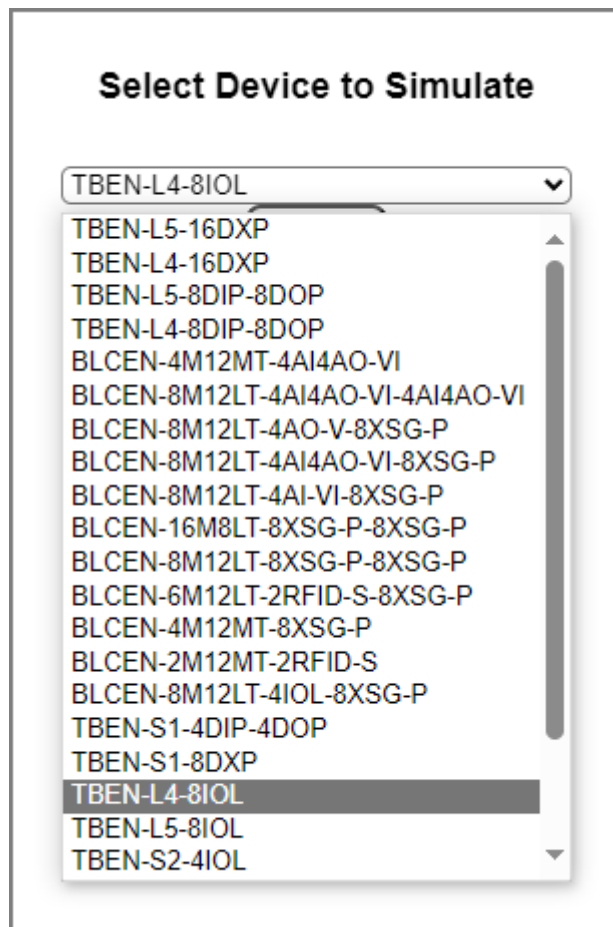 Select Device to Simulate
TBEN-L4-8IOL
TBEN-L5-16DXP
TBEN-L4-16DXP
TBEN-L5-8DIP-8DOP
TBEN-L4-8DIP-8DOP
BLCEN-4M12MT-4AI4AO-VI
BLCEN-8M12LT-4AI4AO-VI-4AI4AO-VI
BLCEN-8M12LT-4AO-V-8XSG-P
BLCEN-8M12LT-4AI4AO-VI-8XSG-P
BLCEN-8M12LT-4AI-VI-8XSG-P
BLCEN-16M8LT-8XSG-P-8XSG-P
BLCEN-8M12LT-8XSG-P-8XSG-P
BLCEN-6M12LT-2RFID-S-8XSG-P
BLCEN-4M12MT-8XSG-P
BLCEN-2M12MT-2RFID-S
BLCEN-8M12LT-4IOL-8XSG-P
TBEN-S1-4DIP-4DOP
TBEN-S1-8DXP
TBEN-L4-8IOL
TBEN-L5-8IOL
TBEN-S2-4IOL